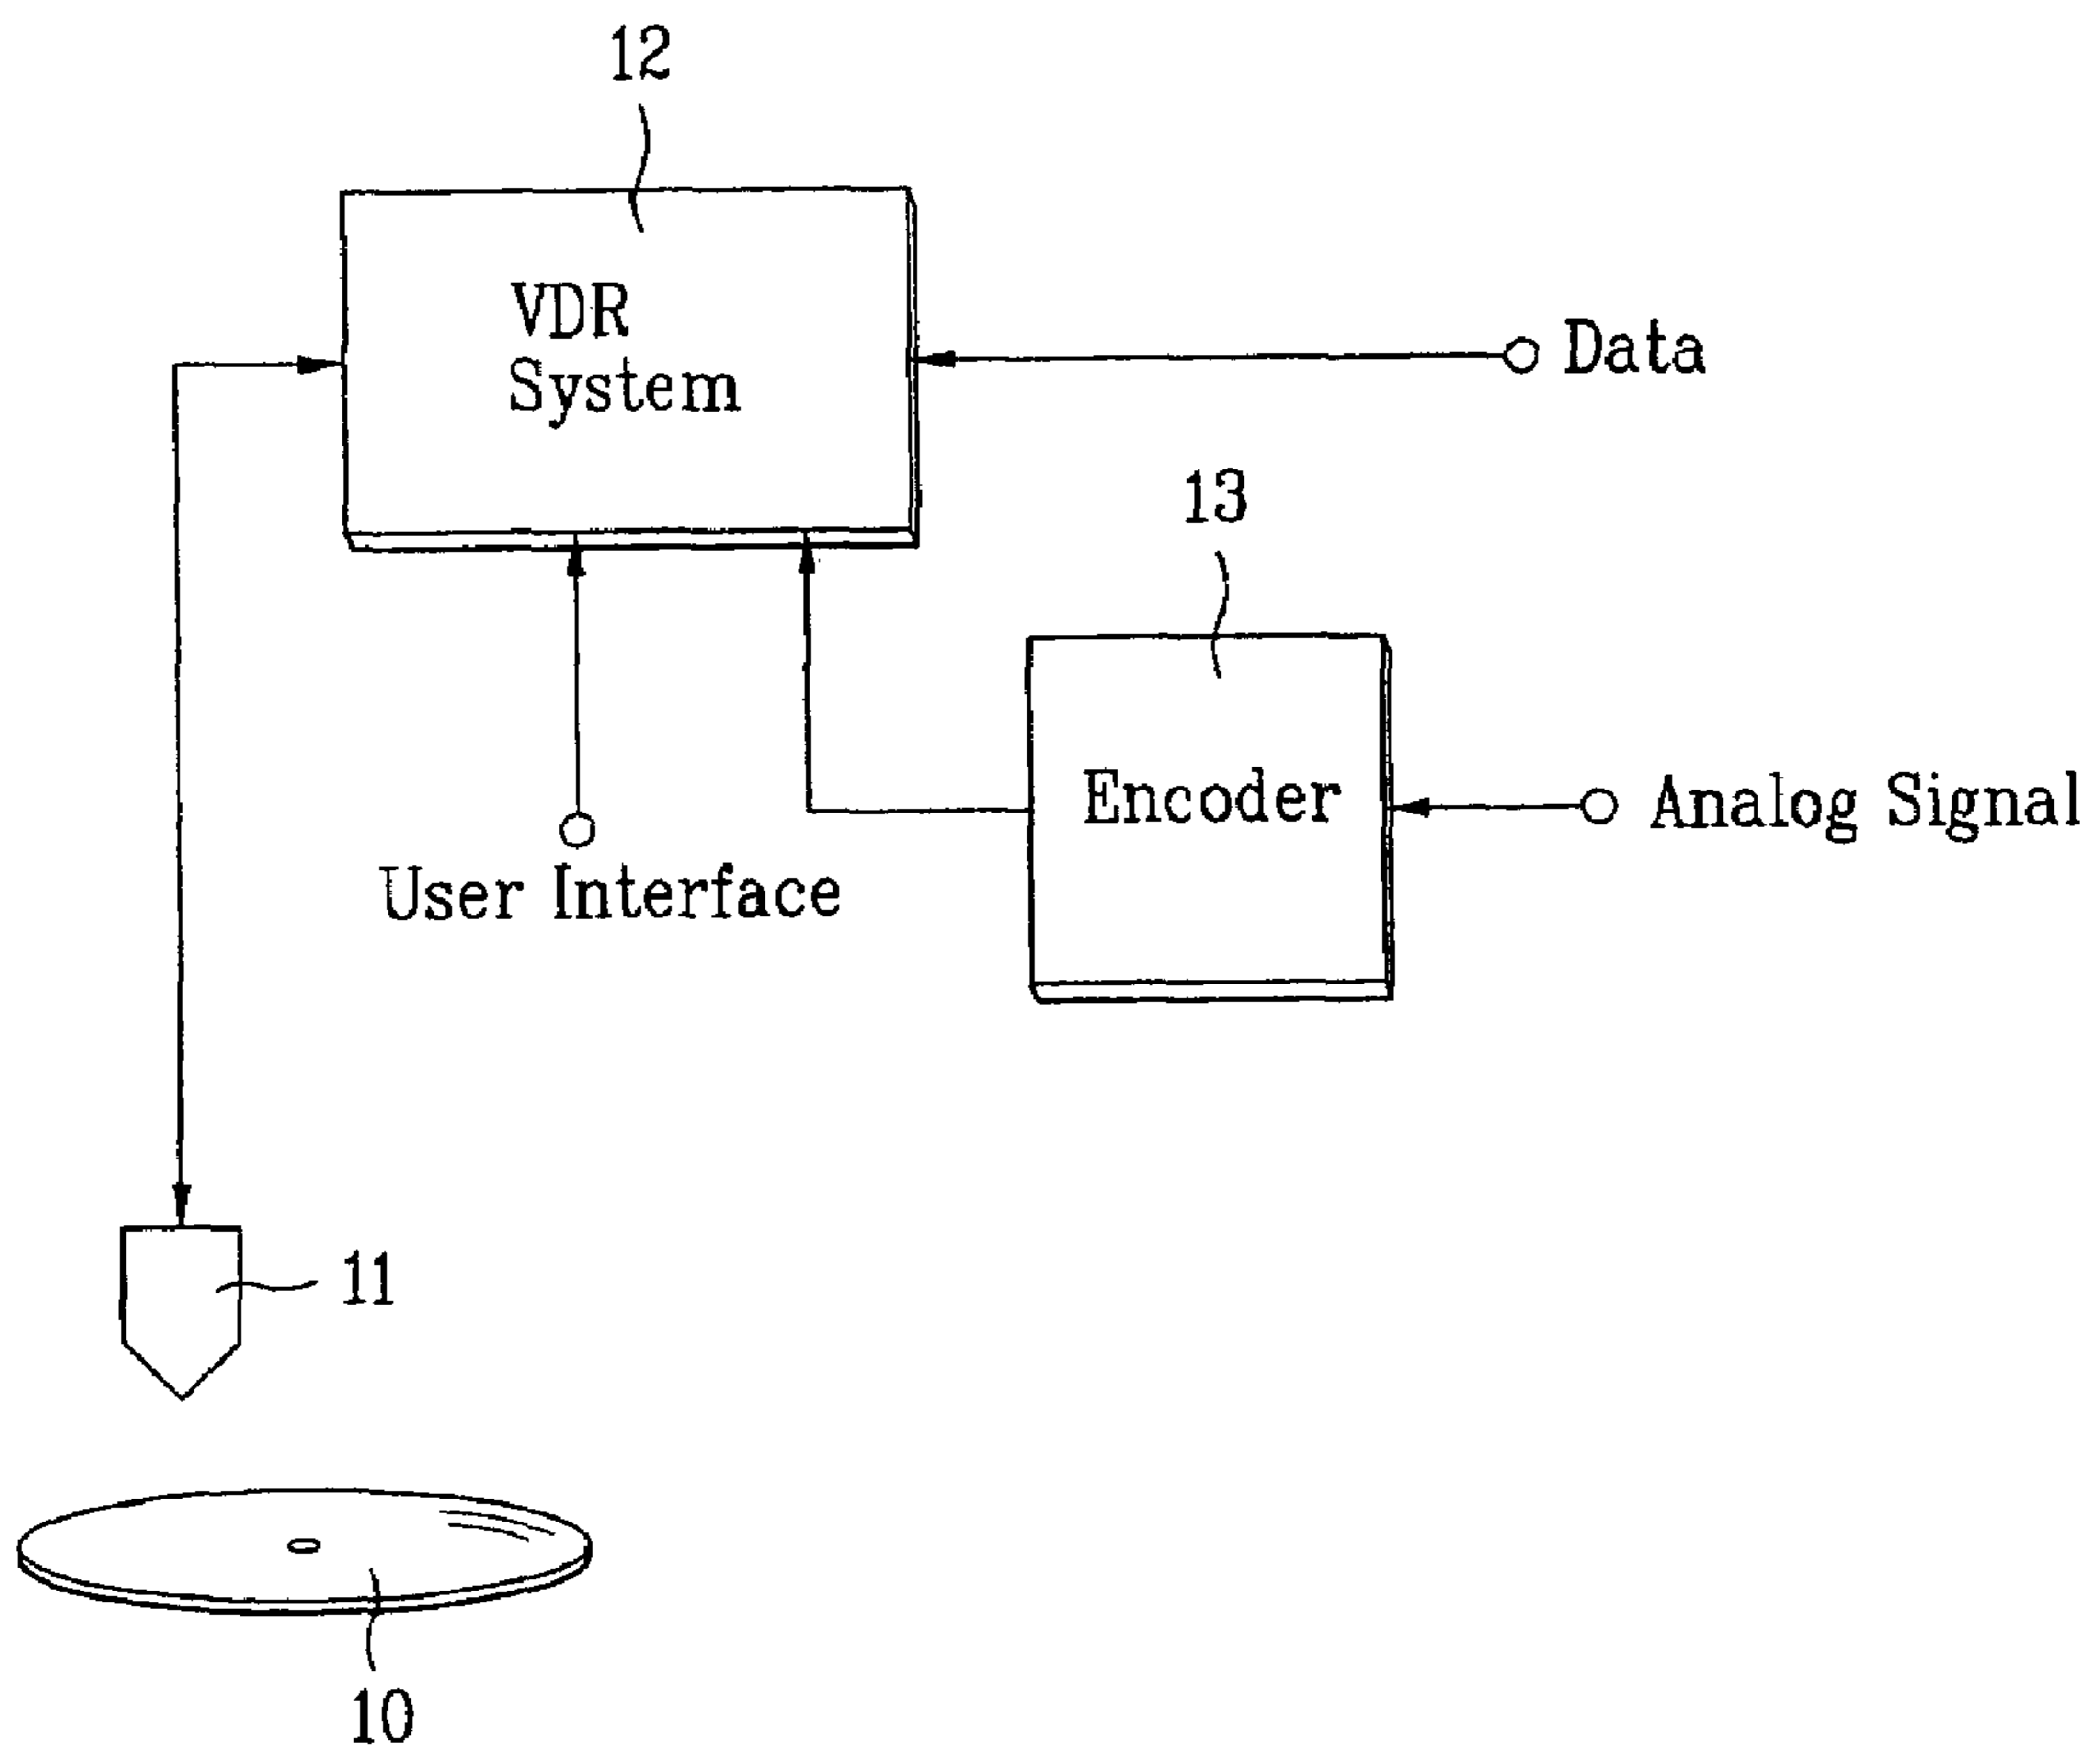 12
VDR
System
Data
13
Encoder
Analog Signal
User Interface
11
10